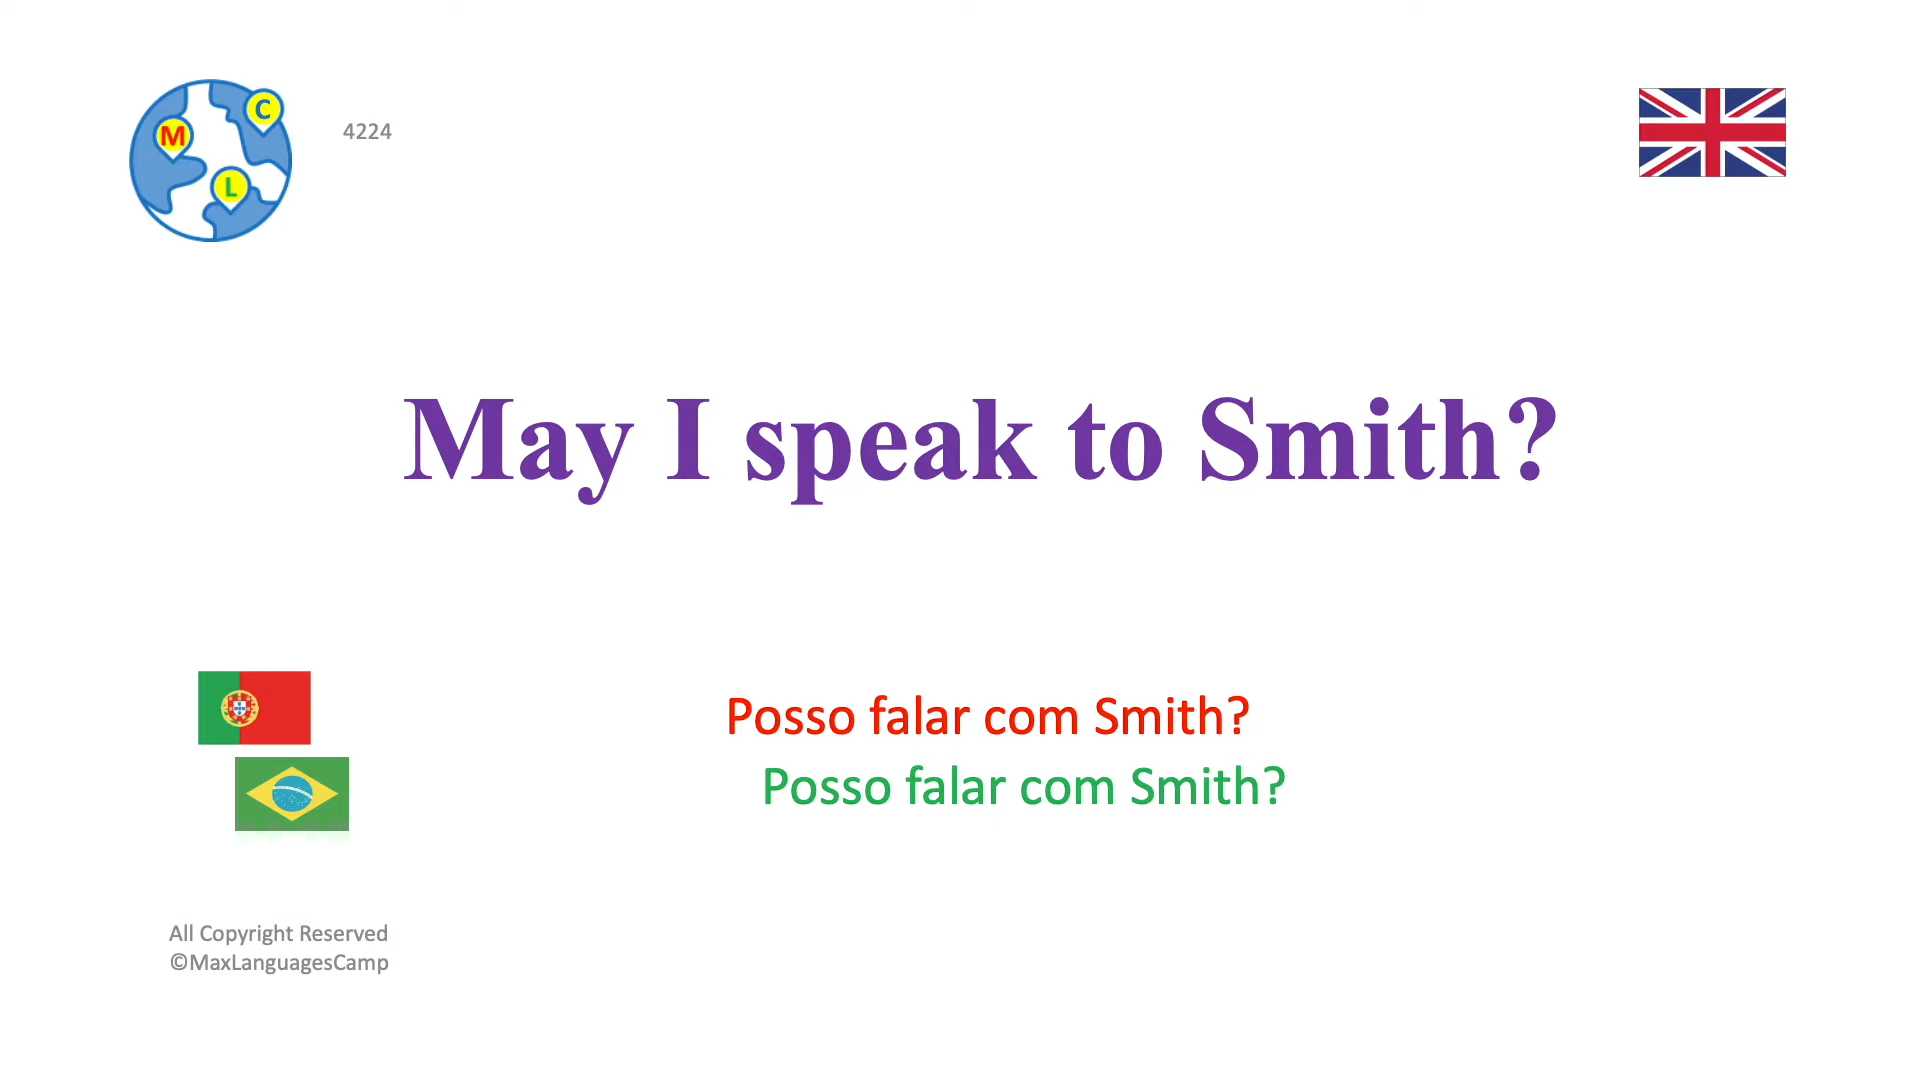 C
M
L
4224
May I speak to Smith?
Posso falar com Smith?
Posso falar com Smith?
All Copyright Reserved
©MaxLanguagesCamp